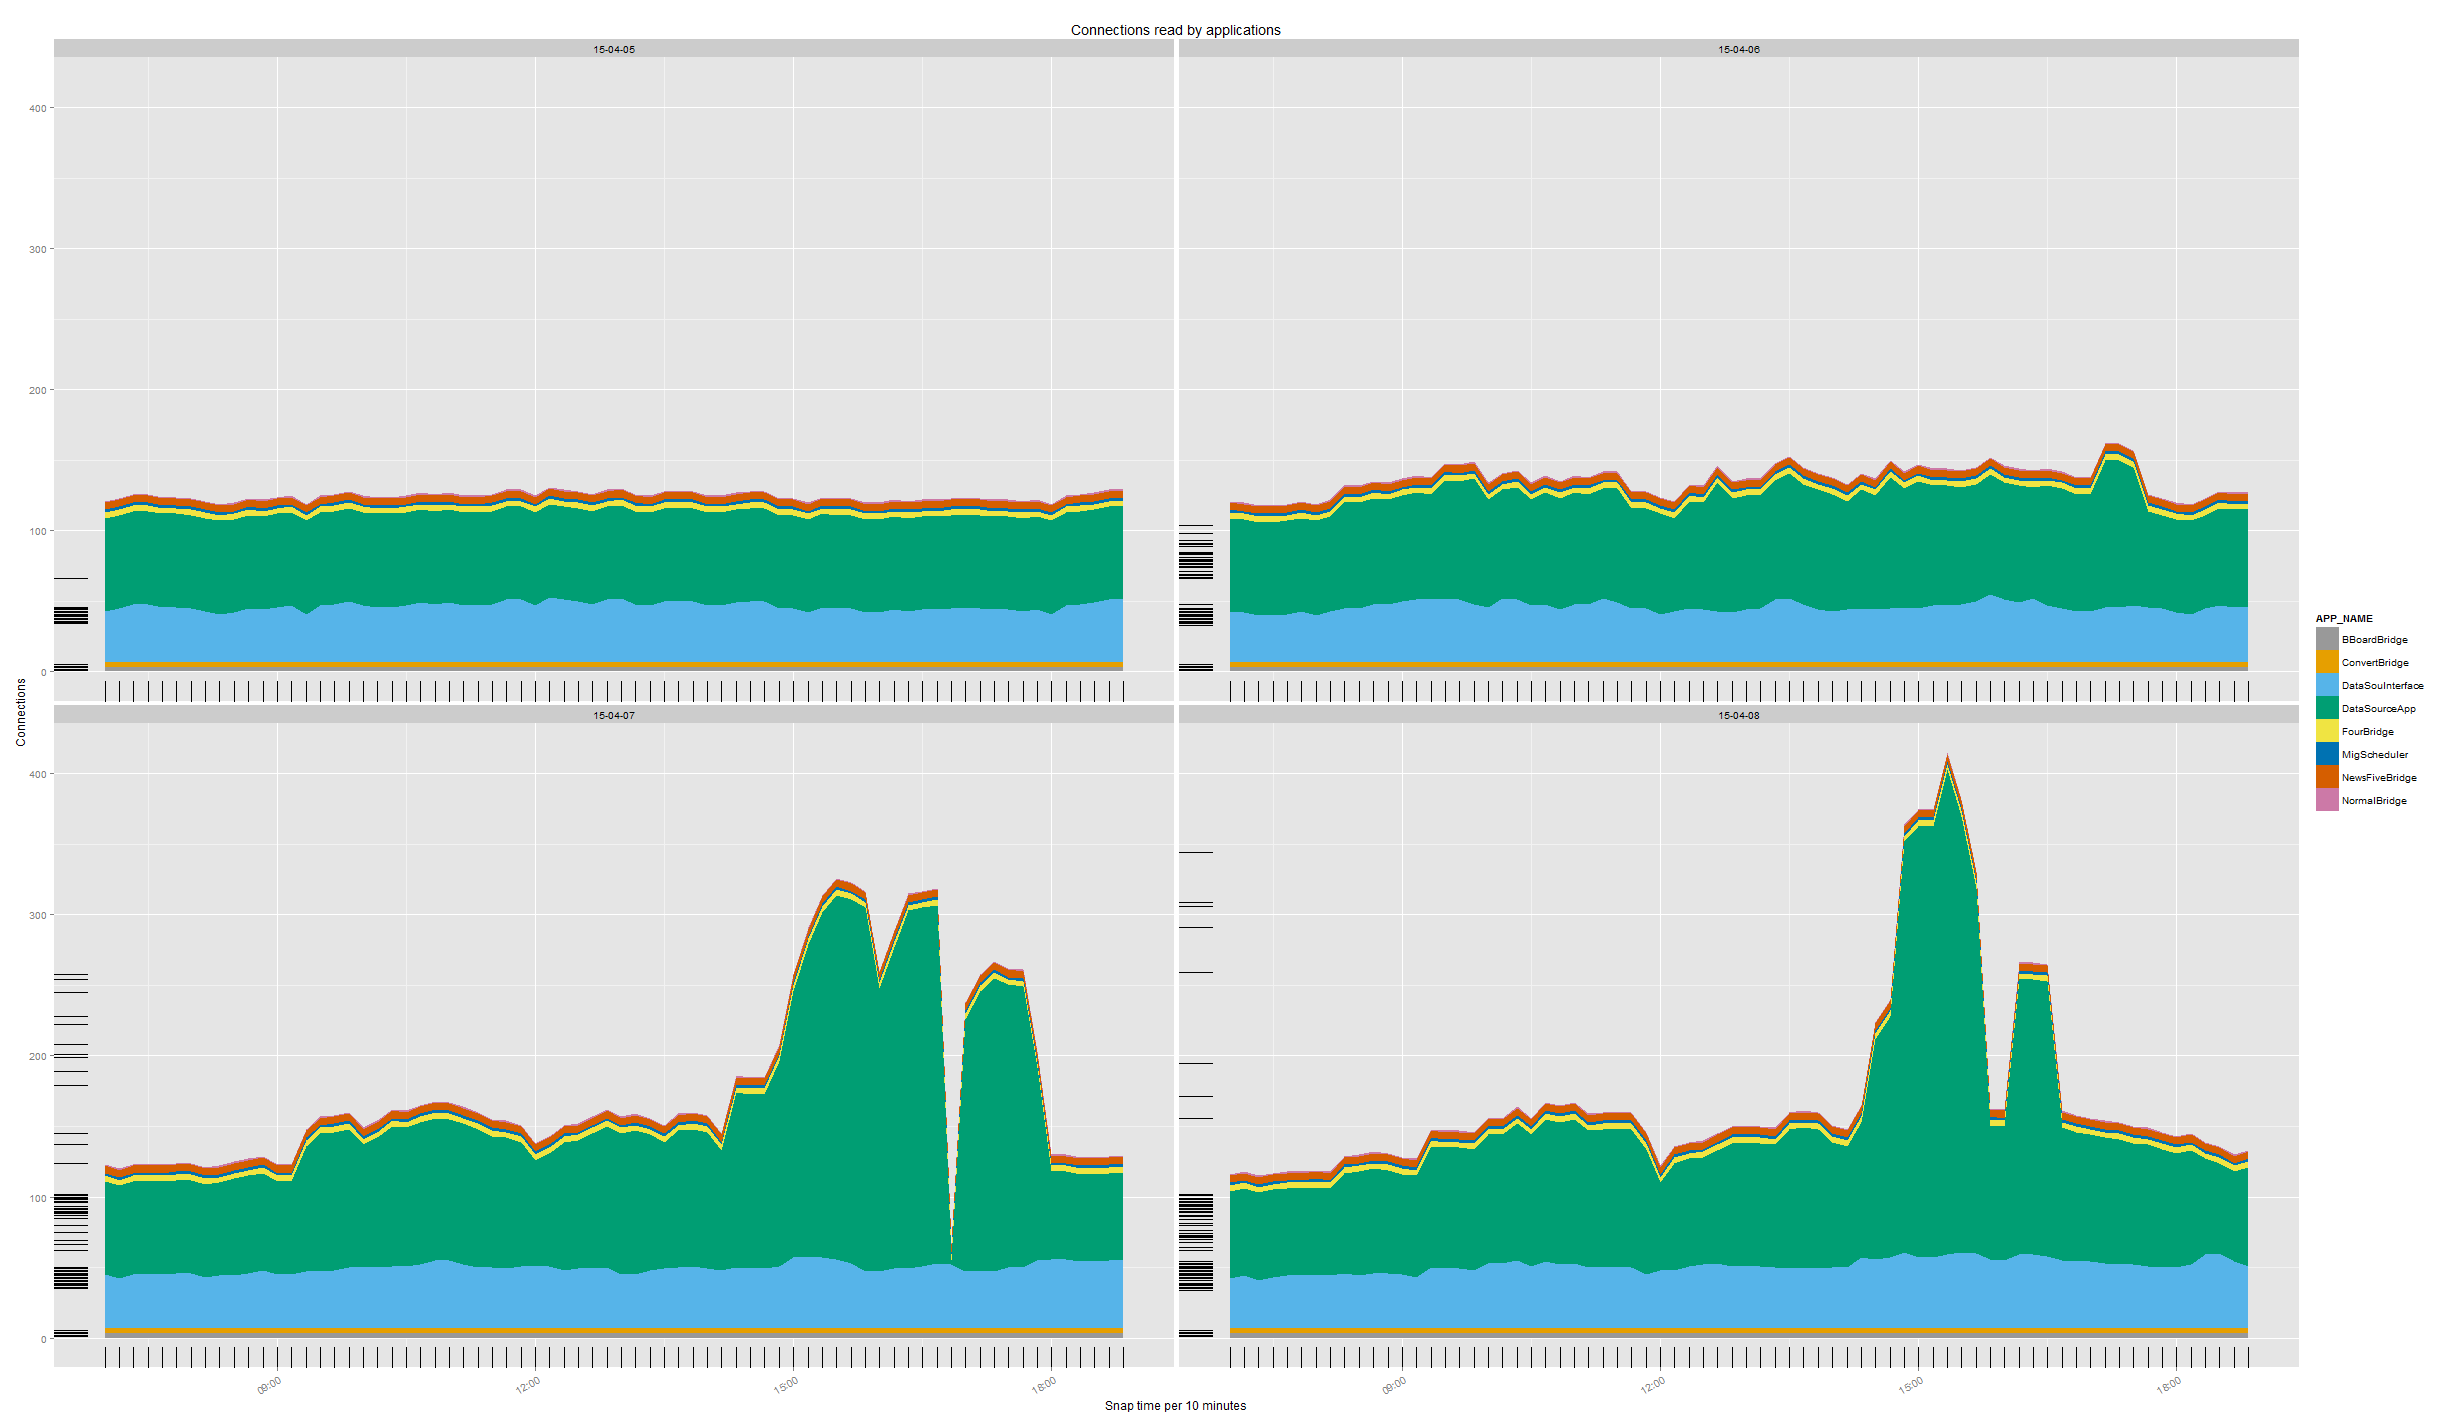 Connections read by applications
15-04-05
15-04-06
400
300
200
100
0
15-04-07
15-04-08
400
300
200
100
0
Connections
09:00
12:00
15:00
18:00
09:00
12:00
15:00
18:00
Snap time per 10 minutes
APP_NAME
BBoardBridge
ConvertBridge
DataSouInterface
DataSourceApp
FourBridge
MigScheduler
NewsFiveBridge
NormalBridge